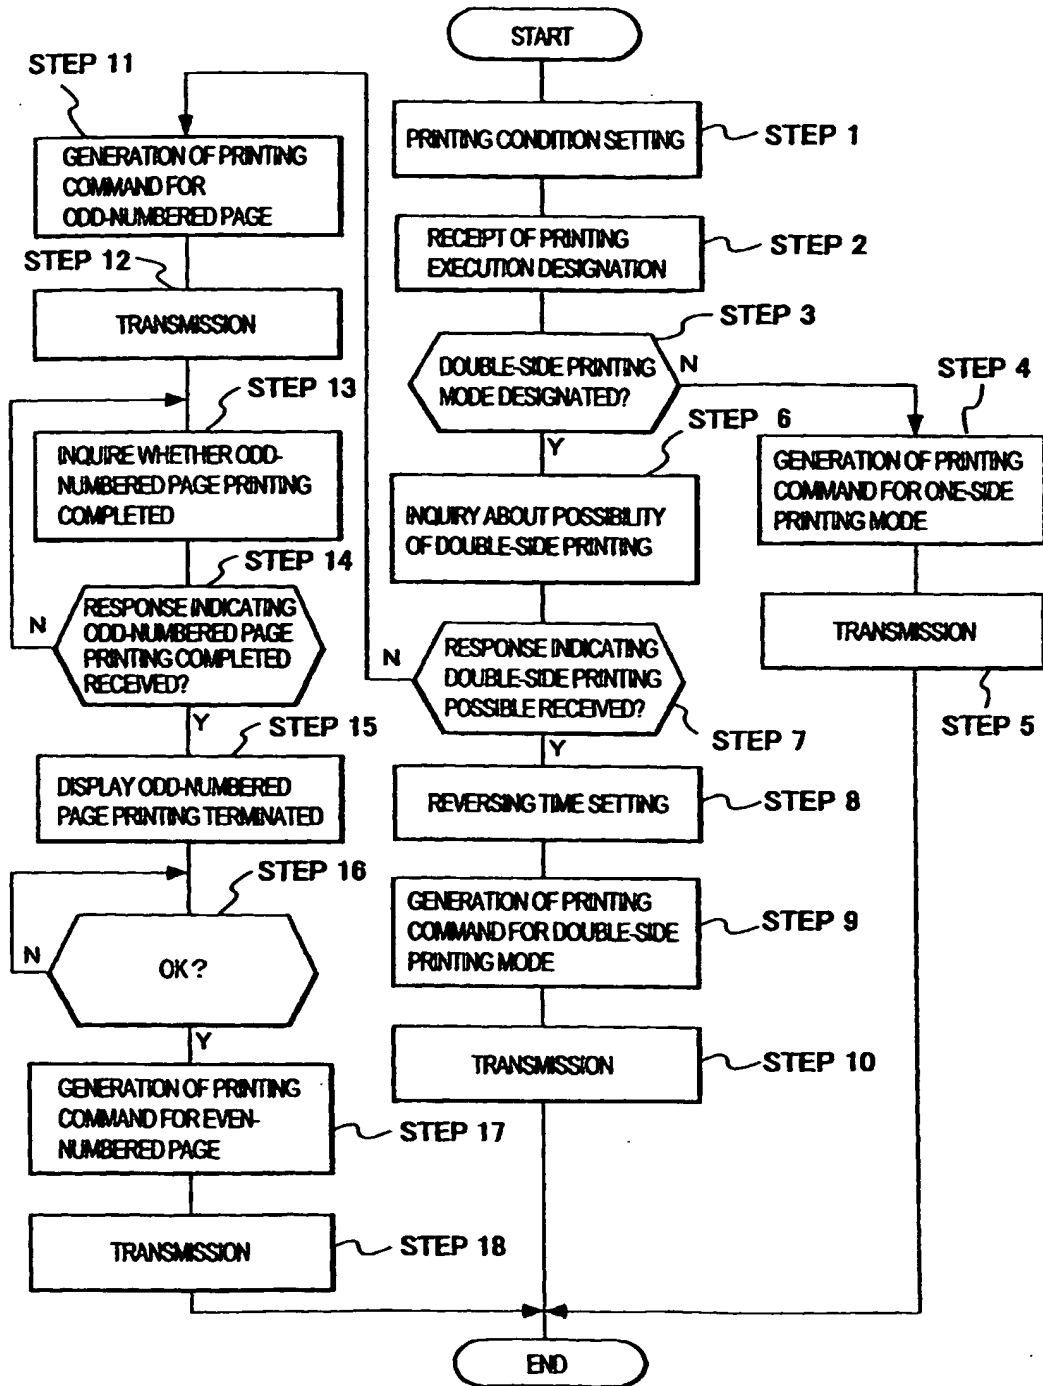 START
PRINTING CONDITION SETTING
STEP 1
RECEIPT OF PRINTING
EXECUTION DESIGNATION
STEP 2
DOUBLE-SIDE PRINTING
MODE DESIGNATED?
STEP 3
N
Y
STEP 4
GENERATION OF PRINTING
COMMAND FOR ONE-SIDE
PRINTING MODE
TRANSMISSION
STEP 5
STEP 6
INQUIRY ABOUT POSSIBILITY
OF DOUBLE-SIDE PRINTING
N
RESPONSE INDICATING
DOUBLE-SIDE PRINTING
POSSIBLE RECEIVED?
STEP 7
Y
REVERSING TIME SETTING
STEP 8
GENERATION OF PRINTING
COMMAND FOR DOUBLE-SIDE
PRINTING MODE
STEP 9
TRANSMISSION
STEP 10
STEP 11
GENERATION OF PRINTING
COMMAND FOR
ODD-NUMBERED PAGE
STEP 12
TRANSMISSION
STEP 13
INQUIRE WHETHER ODD-
NUMBERED PAGE PRINTING
COMPLETED
STEP 14
N
RESPONSE INDICATING
ODD-NUMBERED PAGE
PRINTING COMPLETED
RECEIVED?
Y
STEP 15
DISPLAY ODD-NUMBERED
PAGE PRINTING TERMINATED
STEP 16
N
OK?
Y
GENERATION OF PRINTING
COMMAND FOR EVEN-
NUMBERED PAGE
STEP 17
TRANSMISSION
STEP 18
END